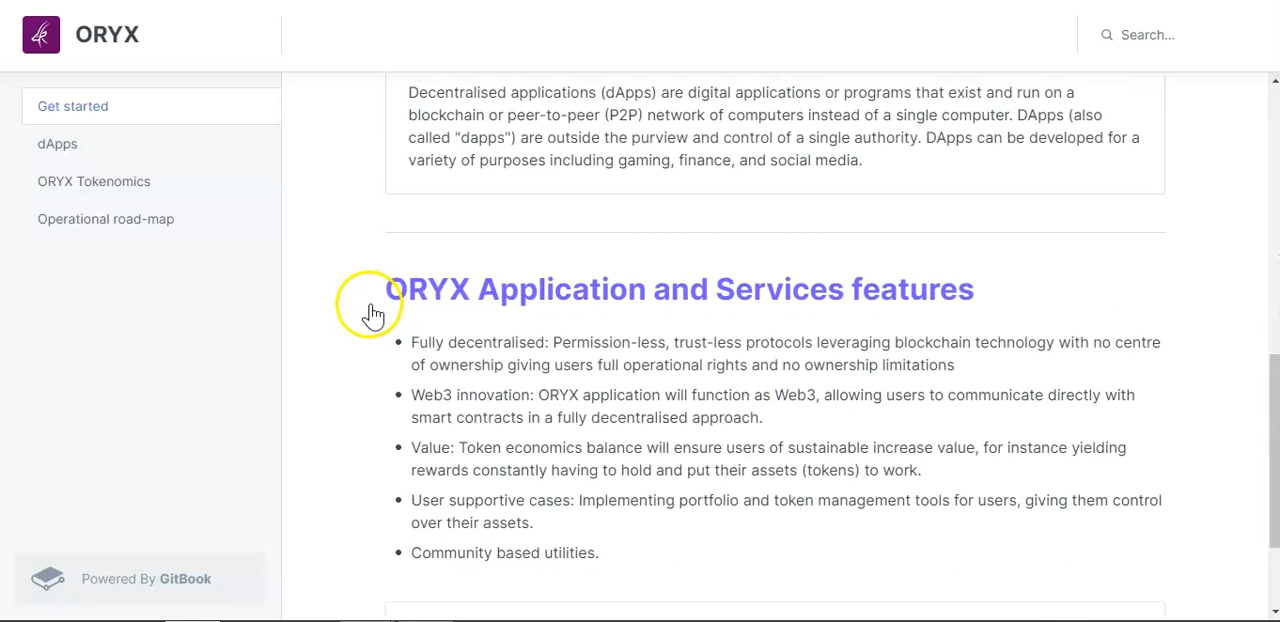 ORYX
Search...
Get started
dApps
ORYX Tokenomics
Operational road-map
Powered By GitBook
Decentralised applications (dApps) are digital applications or programs that exist and run on a
blockchain or peer-to-peer (P2P) network of computers instead of a single computer. DApps (also
called "dapps") are outside the purview and control of a single authority. DApps can be developed for a
variety of purposes including gaming, finance, and social media.
ORYX Application and Services features
• Fully decentralised: Permission-less, trust-less protocols leveraging blockchain technology with no centre
of ownership giving users full operational rights and no ownership limitations
• Web3 innovation: ORYX application will function as Web3, allowing users to communicate directly with
smart contracts in a fully decentralised approach.
• Value: Token economics balance will ensure users of sustainable increase value, for instance yielding
rewards constantly having to hold and put their assets (tokens) to work.
• User supportive cases: Implementing portfolio and token management tools for users, giving them control
over their assets.
• Community based utilities.